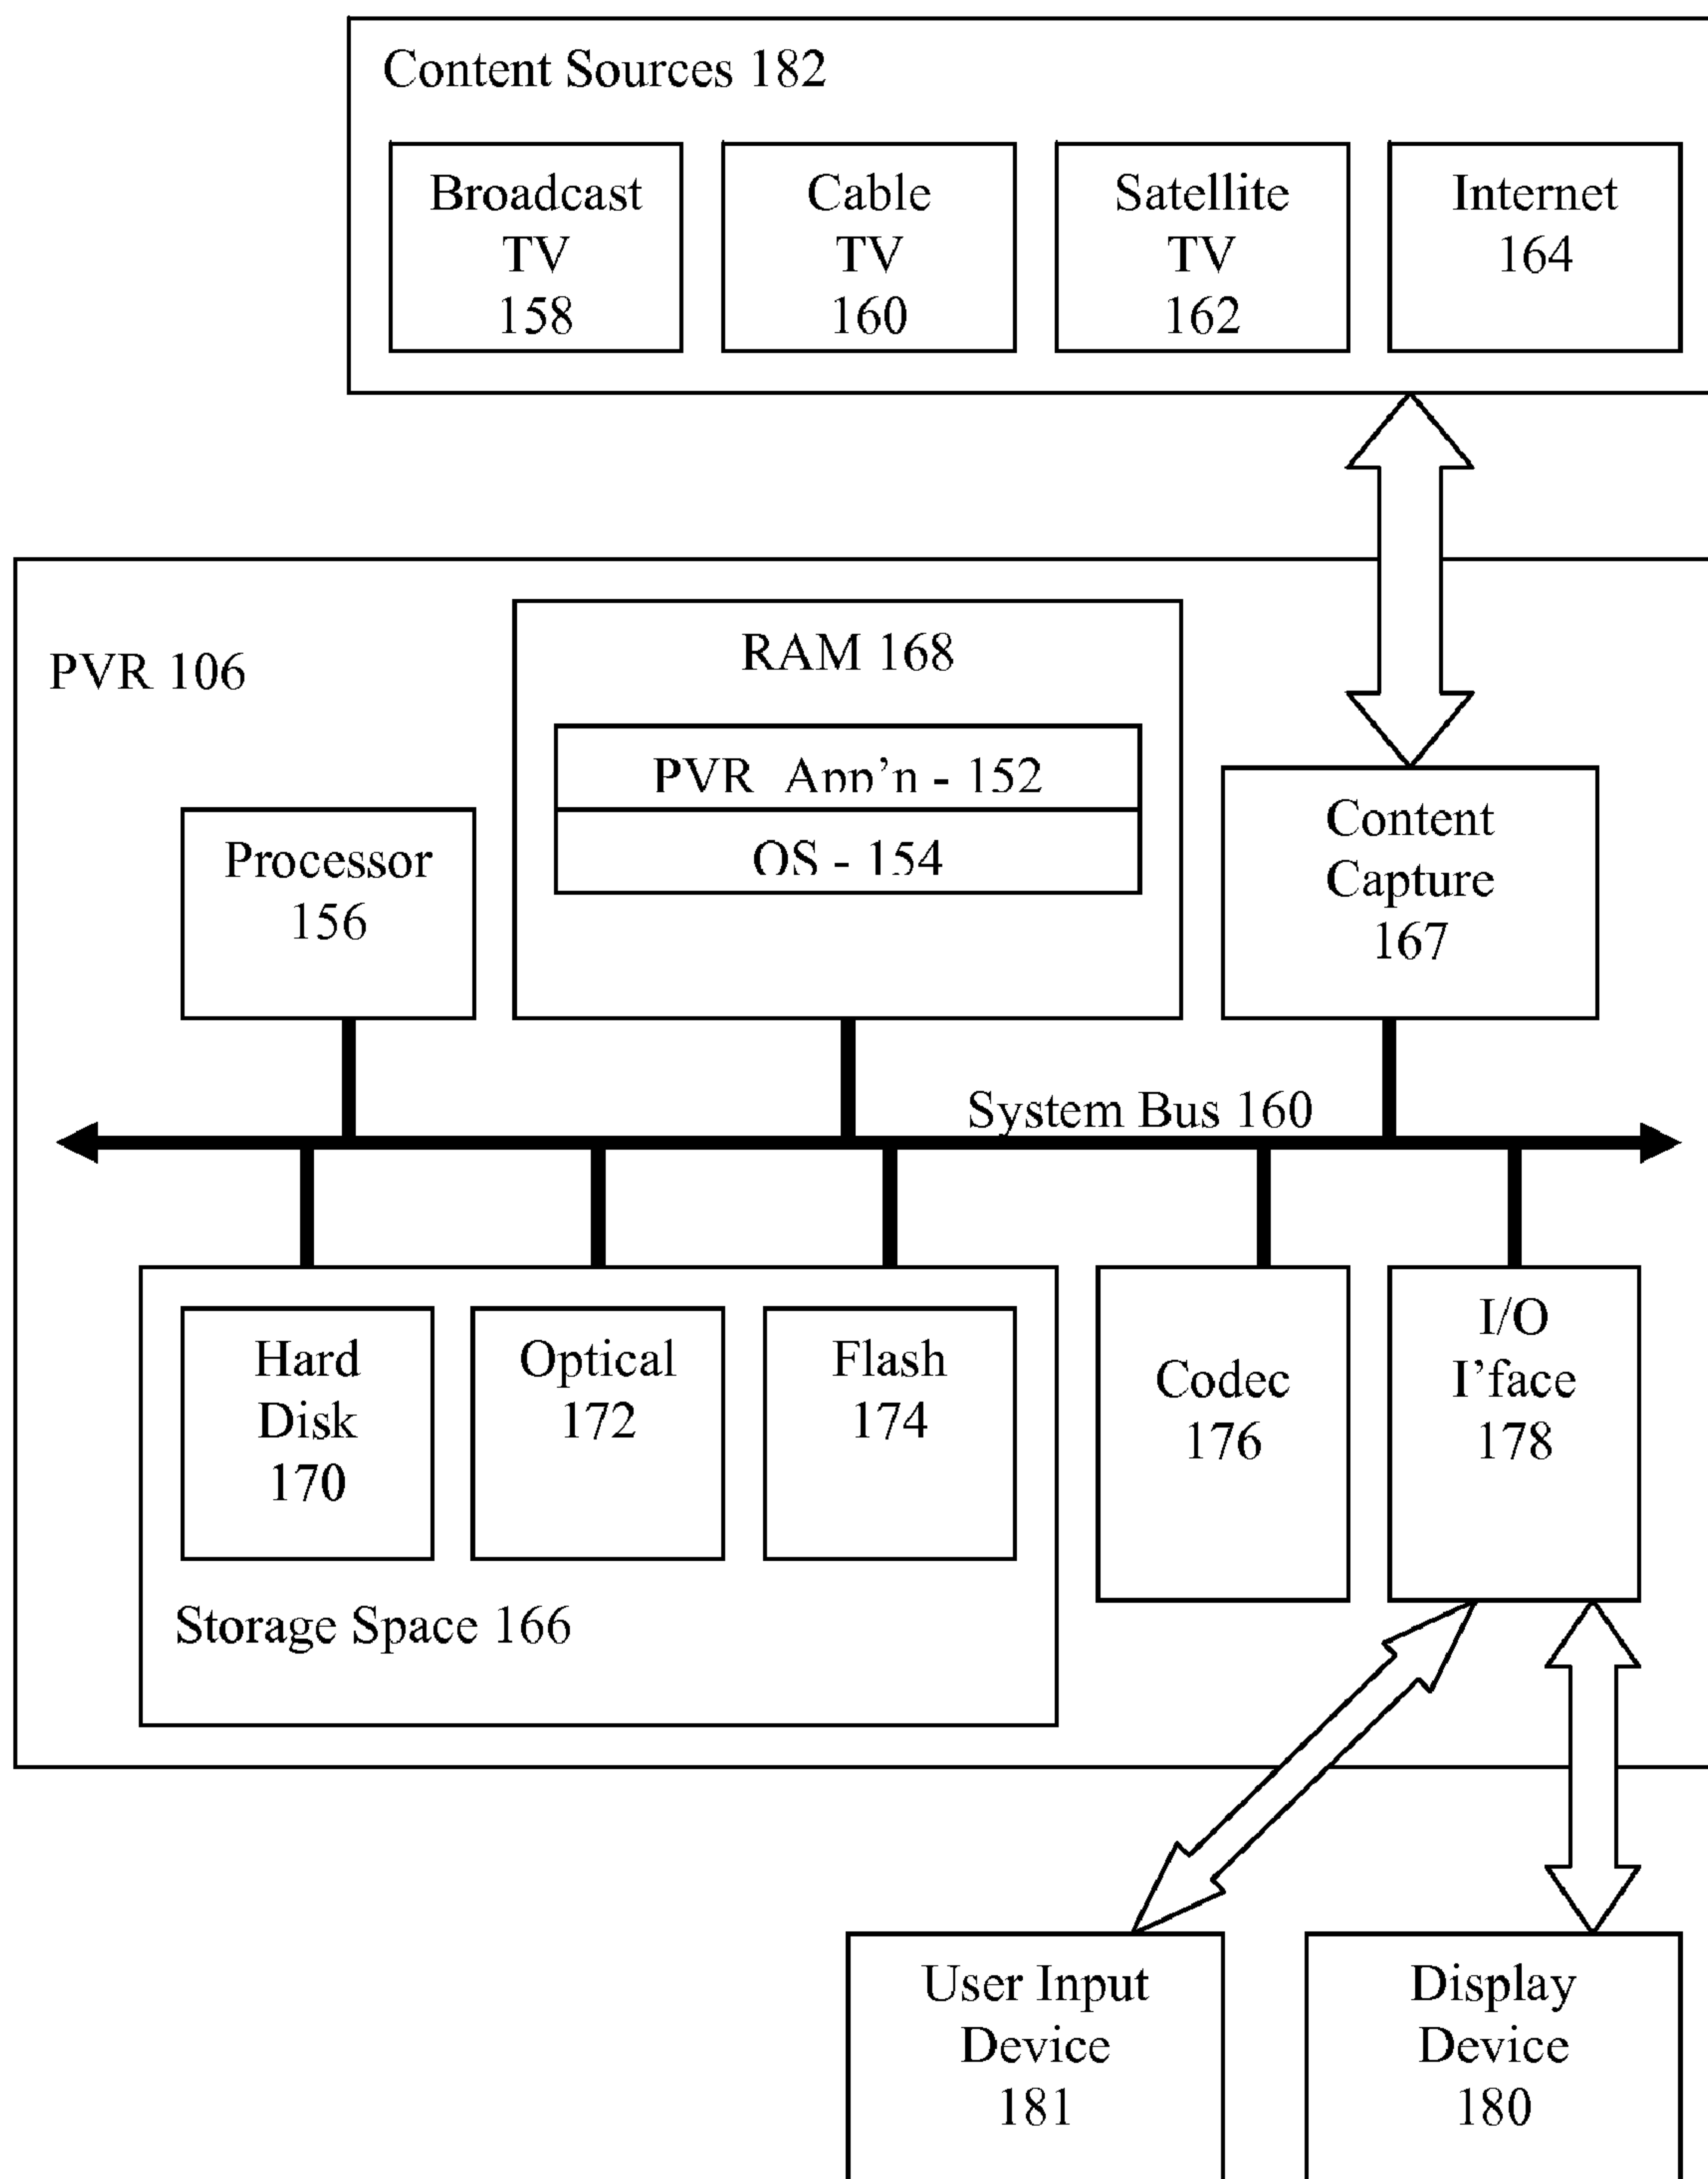 Content Sources 182
Broadcast
TV
158
Cable
TV
160
Satellite
TV
162
Internet
164
PVR 106
RAM 168
PVR App'n - 152
OS - 154
Processor
156
Content
Capture
167
System Bus 160
Hard
Disk
170
Optical
172
Flash
174
Storage Space 166
Codec
176
I/O
I'face
178
User Input
Device
181
Display
Device
180